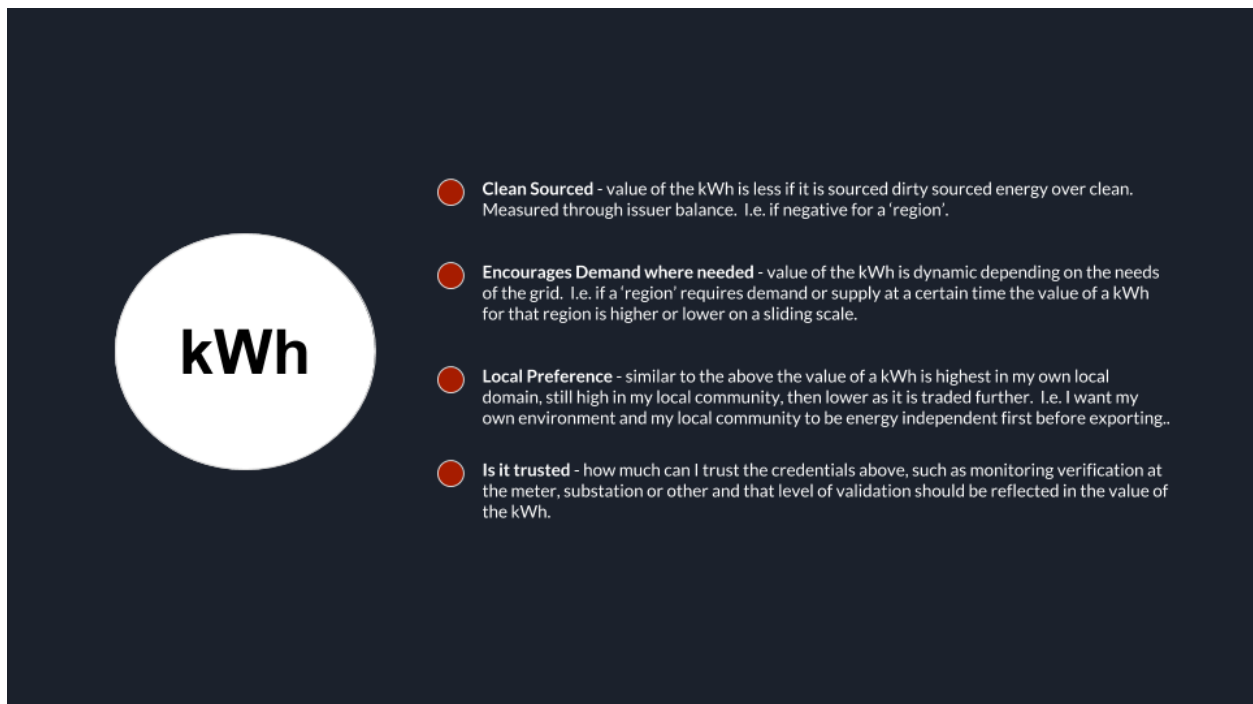 kWh
Clean Sourced - value of the kWh is less if it is sourced dirty sourced energy over clean.
Measured through issuer balance.  I.e. if negative for a ‘region’.
Encourages Demand where needed - value of the kWh is dynamic depending on the needs
of the grid.  I.e. if a ‘region’ requires demand or supply at a certain time the value of a kWh
for that region is higher or lower on a sliding scale.
Local Preference - similar to the above the value of a kWh is highest in my own local
domain, still high in my local community, then lower as it is traded further.  I.e. I want my
own environment and my local community to be energy independent first before exporting..
Is it trusted - how much can I trust the credentials above, such as monitoring verification at
the meter, substation or other and that level of validation should be reflected in the value of
the kWh.